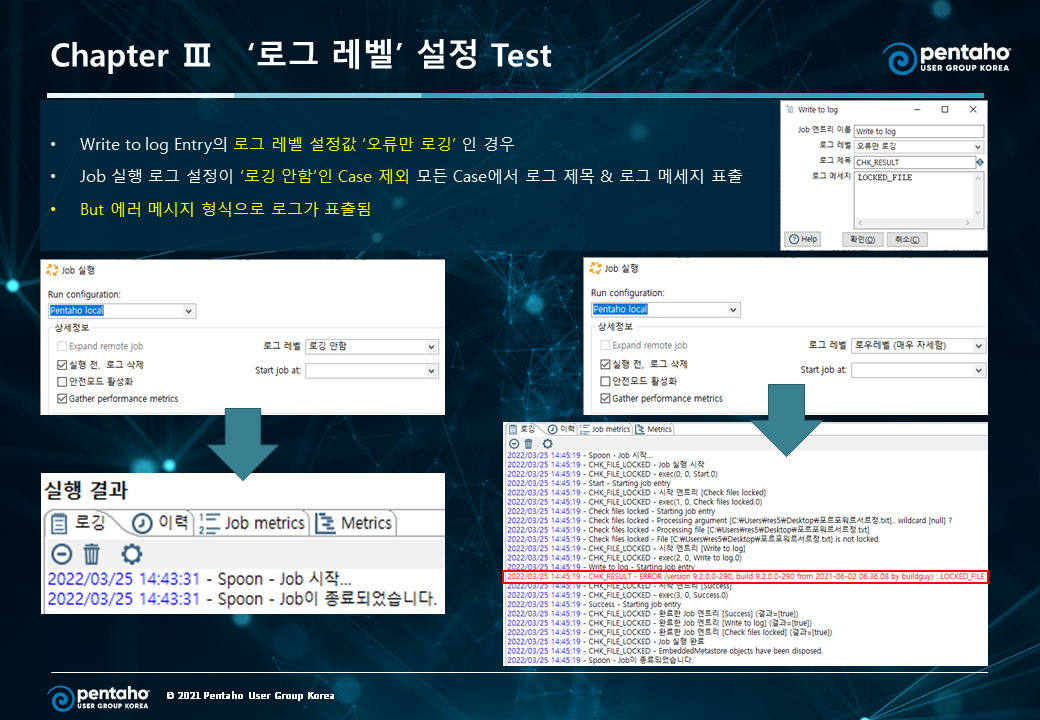 Chapter Ⅲ ‘로그 레벨’ 설정 Test
pentaho
USER GROUP KOREA
• Write to log Entry의 로그 레벨 설정값 ‘오류만 로깅’ 인 경우
• Job 실행 로그 설정이 ‘로깅 안함’인 Case 제외 모든 Case에서 로그 제목 & 로그 메세지 표출
• But 에러 메시지 형식으로 로그가 표출됨
Write to log
Job 엔트리 이름 Write to log
로그 레벨 오류만 로깅
로그 제목 CHK_RESULT
로그 메세지 LOCKED_FILE
Help 확인(O) 취소(C)
Job 실행
Run configuration:
Pentaho local
상세정보
Expand remote job 로그 레벨 로깅 안함
실행 전, 로그 삭제 Start job at:
안전모드 활성화
Gather performance metrics
Job 실행
Run configuration:
Pentaho local
상세정보
Expand remote job 로그 레벨 로우레벨 (매우 자세함)
실행 전, 로그 삭제 Start job at:
안전모드 활성화
Gather performance metrics
실행 결과
로깅 이력 Job metrics Metrics
2022/03/25 14:43:31 - Spoon - Job 시작...
2022/03/25 14:43:31 - Spoon - Job이 종료되었습니다.
로깅 이력 Job metrics Metrics
2022/03/25 14:45:19 - Spoon - Job 시작...
2022/03/25 14:45:19 - CHK_FILE_LOCKED - Job 실행 시작
2022/03/25 14:45:19 - CHK_FILE_LOCKED - exec(0, 0, Start.0)
2022/03/25 14:45:19 - Start - Starting job entry
2022/03/25 14:45:19 - CHK_FILE_LOCKED - 시작 엔트리 [Check files locked]
2022/03/25 14:45:19 - CHK_FILE_LOCKED - exec(1, 0, Check files locked.0)
2022/03/25 14:45:19 - Check files locked - Starting job entry
2022/03/25 14:45:19 - Check files locked - Processing argument [C:₩Users₩res5₩Desktop₩포르포워르서르정.txt].. wildcard [null] ?
2022/03/25 14:45:19 - Check files locked - Processing file [C:₩Users₩res5₩Desktop₩포르포워르서르정.txt]
2022/03/25 14:45:19 - Check files locked - File [C:₩Users₩res5₩Desktop₩포르포워르서르정.txt] is not locked.
2022/03/25 14:45:19 - CHK_FILE_LOCKED - 시작 엔트리 [Write to log]
2022/03/25 14:45:19 - CHK_FILE_LOCKED - exec(2, 0, Write to log.0)
2022/03/25 14:45:19 - Write to log - Starting job entry
2022/03/25 14:45:19 - CHK_RESULT - ERROR (version 9.2.0.0-290, build 9.2.0.0-290 from 2021-06-02 06.36.08 by buildguy) : LOCKED_FILE
2022/03/25 14:45:19 - CHK_FILE_LOCKED - 시작 엔트리 [Success]
2022/03/25 14:45:19 - CHK_FILE_LOCKED - exec(3, 0, Success.0)
2022/03/25 14:45:19 - Success - Starting job entry
2022/03/25 14:45:19 - CHK_FILE_LOCKED - 완료한 Job 엔트리 [Success] (결과=[true])
2022/03/25 14:45:19 - CHK_FILE_LOCKED - 완료한 Job 엔트리 [Write to log] (결과=[true])
2022/03/25 14:45:19 - CHK_FILE_LOCKED - 완료한 Job 엔트리 [Check files locked] (결과=[true])
2022/03/25 14:45:19 - CHK_FILE_LOCKED - Job 실행 완료
2022/03/25 14:45:19 - CHK_FILE_LOCKED - EmbeddedMetastore objects have been disposed.
2022/03/25 14:45:19 - Spoon - Job이 종료되었습니다.
pentaho
USER GROUP KOREA
© 2021 Pentaho User Group Korea